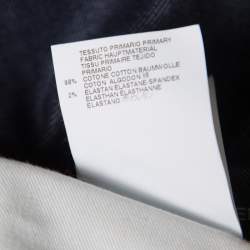 TESSUTO PRIMARIO PRIMARY
FABRIC HAUPTMATERIAL
TISSU PRIMAIRE TEJIDO
PRIMARIO
98% COTONE COTTON BAUMWOLLE
COTON ALGODON
2% ELASTAN ELASTANE-SPANDEX
ELASTHAN ELASTHANNE
ELASTANO